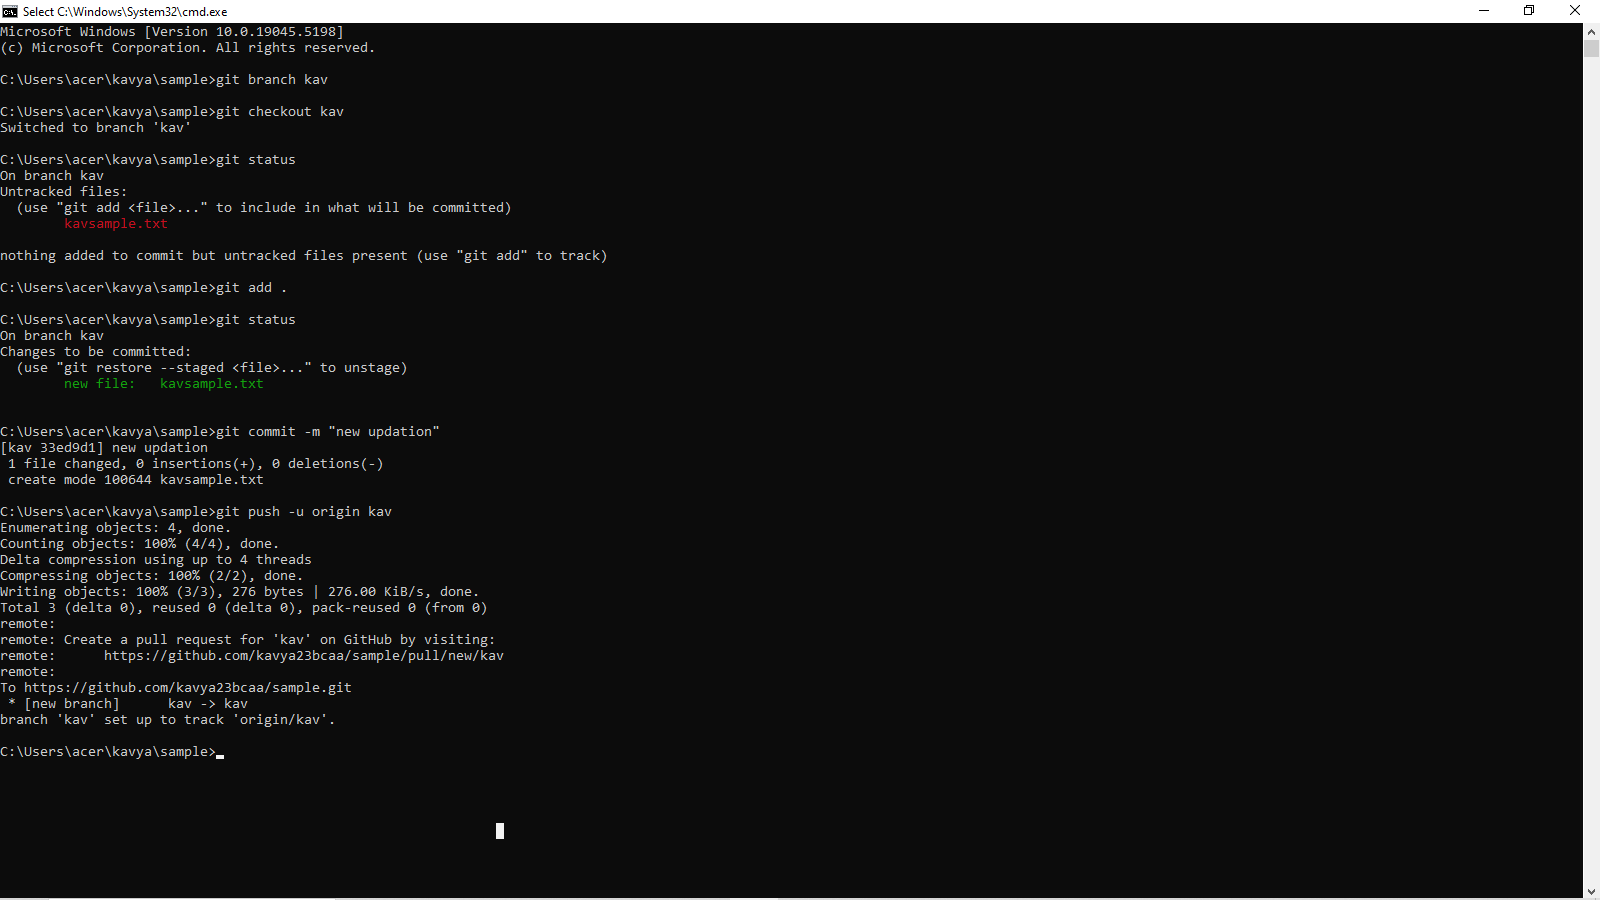 Select C:\Windows\System32\cmd.exe
Microsoft Windows [Version 10.0.19045.5198]
(c) Microsoft Corporation. All rights reserved.
C:\Users\acer\kavya\sample>git branch kav
C:\Users\acer\kavya\sample>git checkout kav
Switched to branch 'kav'
C:\Users\acer\kavya\sample>git status
On branch kav
Untracked files:
  (use "git add <file>..." to include in what will be committed)
        kavsample.txt
nothing added to commit but untracked files present (use "git add" to track)
C:\Users\acer\kavya\sample>git add .
C:\Users\acer\kavya\sample>git status
On branch kav
Changes to be committed:
  (use "git restore --staged <file>..." to unstage)
        new file:   kavsample.txt
C:\Users\acer\kavya\sample>git commit -m "new updation"
[kav 33ed9d1] new updation
 1 file changed, 0 insertions(+), 0 deletions(-)
 create mode 100644 kavsample.txt
C:\Users\acer\kavya\sample>git push -u origin kav
Enumerating objects: 4, done.
Counting objects: 100% (4/4), done.
Delta compression using up to 4 threads
Compressing objects: 100% (2/2), done.
Writing objects: 100% (3/3), 276 bytes | 276.00 KiB/s, done.
Total 3 (delta 0), reused 0 (delta 0), pack-reused 0 (from 0)
remote:
remote: Create a pull request for 'kav' on GitHub by visiting:
remote:      https://github.com/kavya23bcaa/sample/pull/new/kav
remote:
To https://github.com/kavya23bcaa/sample.git
 * [new branch]      kav -> kav
branch 'kav' set up to track 'origin/kav'.
C:\Users\acer\kavya\sample>